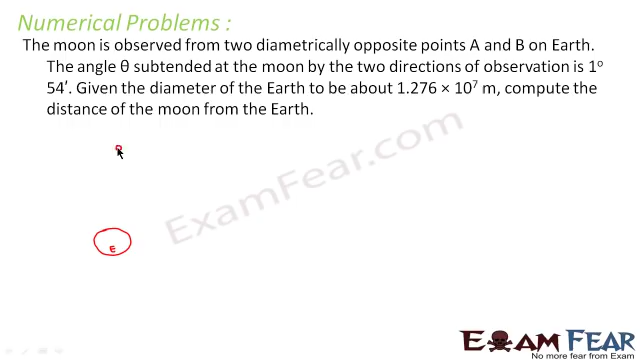 Numerical Problems :
The moon is observed from two diametrically opposite points A and B on Earth.
The angle θ subtended at the moon by the two directions of observation is 1°
54′. Given the diameter of the Earth to be about 1.276 × 10⁷ m, compute the
distance of the moon from the Earth.
ExamFear.com
E
EXAM FEAR
No more fear from Exam